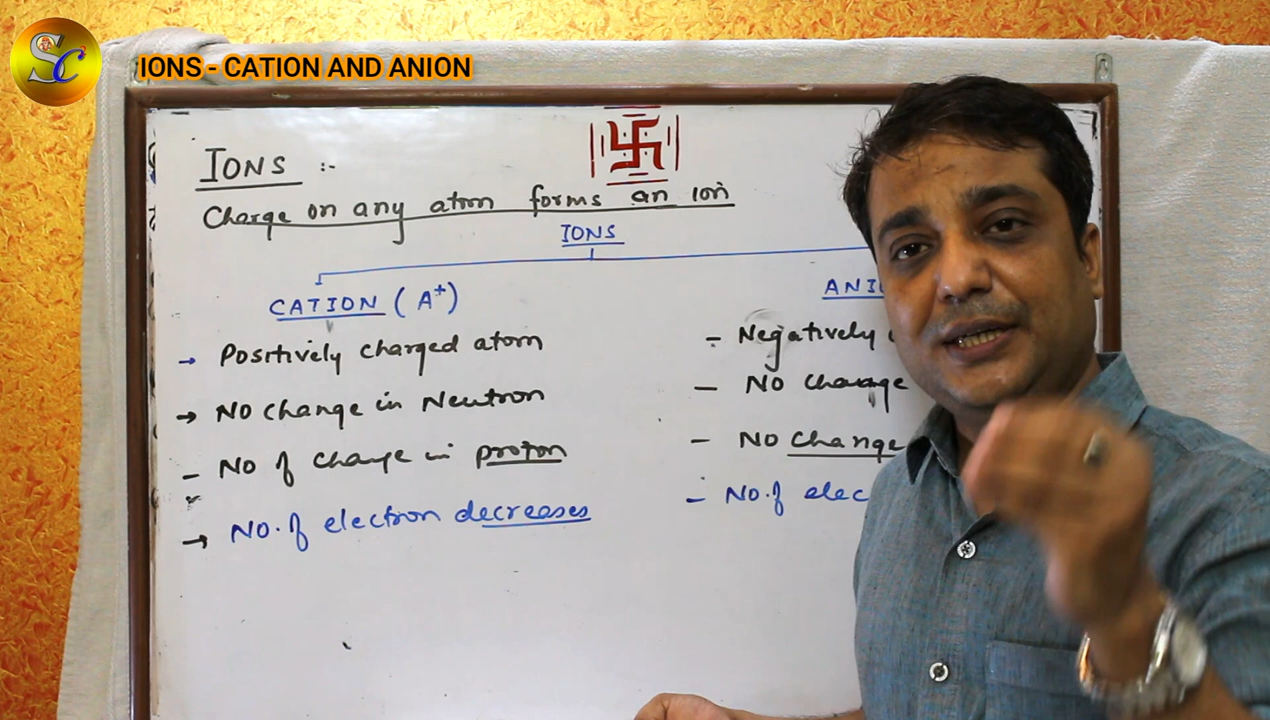 Sc
IONS - CATION AND ANION
IONS :-
Charge on any atom forms an ion
IONS
CATION (A+)
→ Positively charged atom
→ NO change in Neutron
- NO of change in proton
→ NO. of electron decreases
ANI
- Negatively
- NO change
- NO change
- NO. of elec